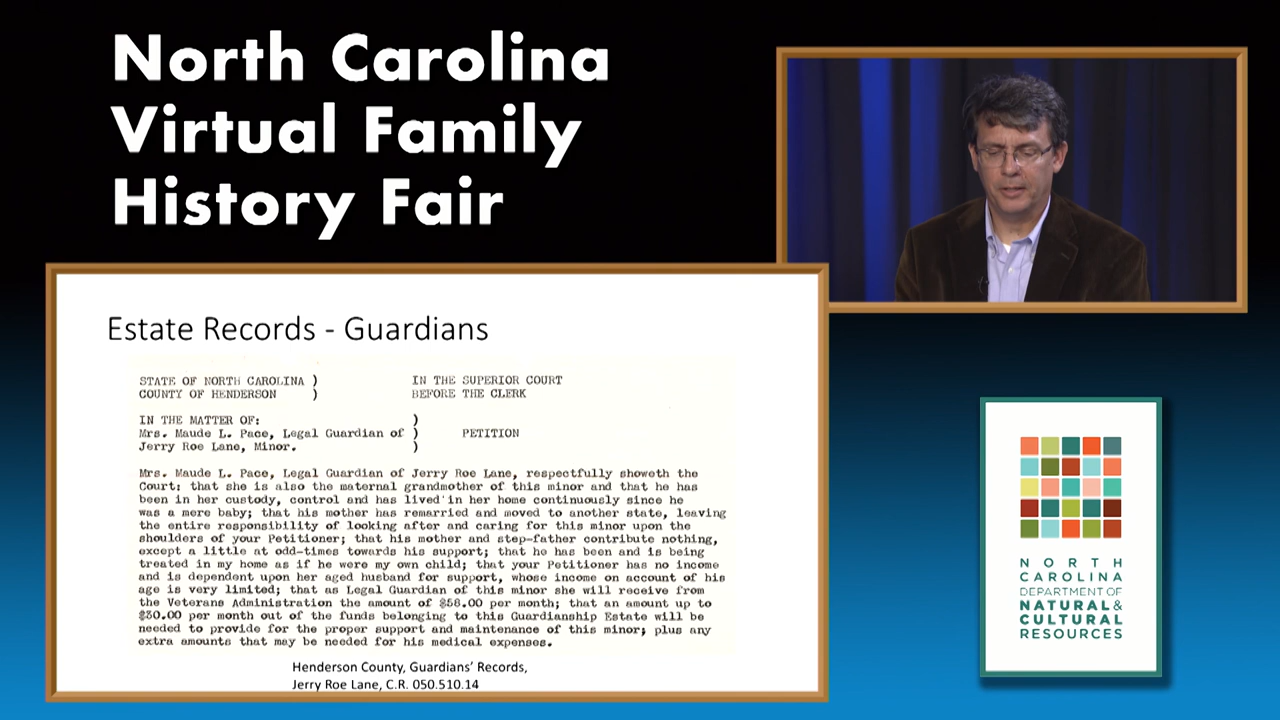 North Carolina
Virtual Family
History Fair
Estate Records - Guardians
STATE OF NORTH CAROLINA ) IN THE SUPERIOR COURT
COUNTY OF HENDERSON ) BEFORE THE CLERK
IN THE MATTER OF: )
Mrs. Maude L. Pace, Legal Guardian of ) PETITION
Jerry Roe Lane, Minor. )
Mrs. Maude L. Pace, Legal Guardian of Jerry Roe Lane, respectfully showeth the
Court: that she is also the maternal grandmother of this minor and that he has
been in her custody, control and has lived in her home continuously since he
was a mere baby; that his mother has remarried and moved to another state, leaving
the entire responsibility of looking after and caring for this minor upon the
shoulders of your Petitioner; that his mother and step-father contribute nothing,
except a little at odd-times towards his support; that he has been and is being
treated in my home as if he were my own child; that your Petitioner has no income
and is dependent upon her aged husband for support, whose income on account of his
age is very limited; that as Legal Guardian of this minor she will receive from
the Veterans Administration the amount of $58.00 per month; that an amount up to
$30.00 per month out of the funds belonging to this Guardianship Estate will be
needed to provide for the proper support and maintenance of this minor; plus any
extra amounts that may be needed for his medical expenses.
Henderson County, Guardians' Records,
Jerry Roe Lane, C.R. 050.510.14
NORTH
CAROLINA
DEPARTMENT OF
NATURAL &
CULTURAL
RESOURCES